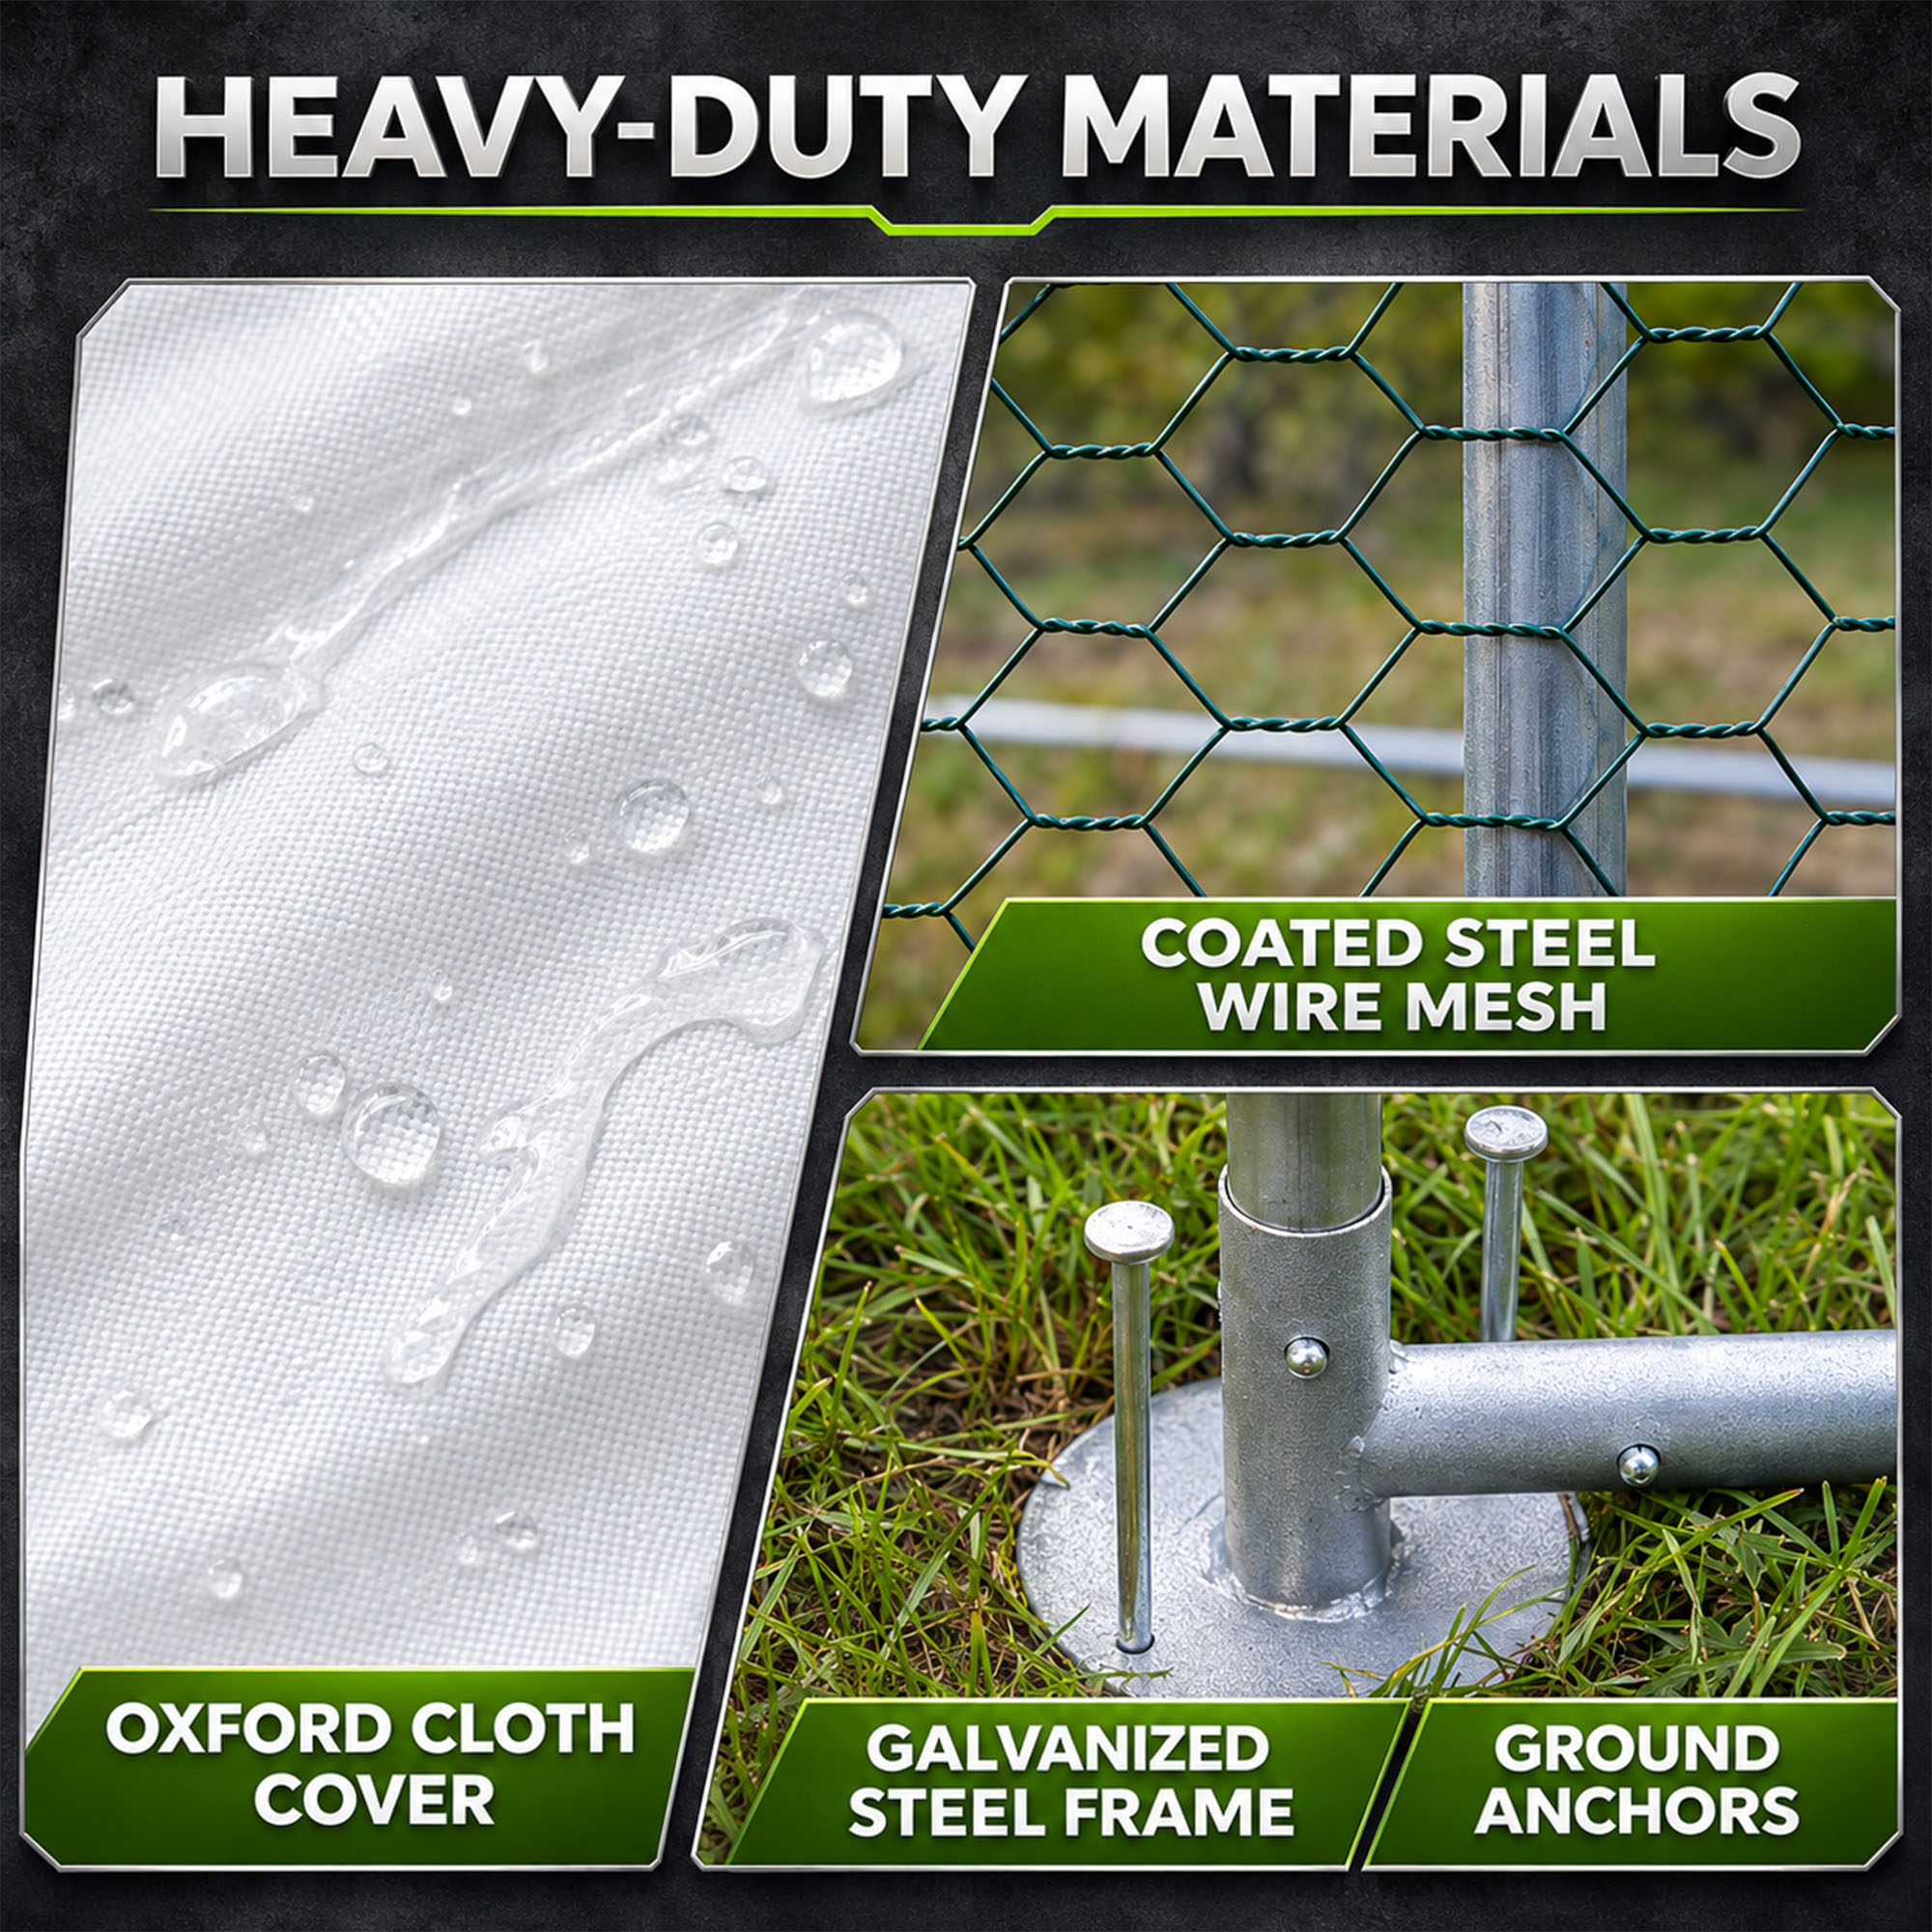 HEAVY-DUTY MATERIALS
COATED STEEL
WIRE MESH
OXFORD CLOTH
COVER
GALVANIZED
STEEL FRAME
GROUND
ANCHORS